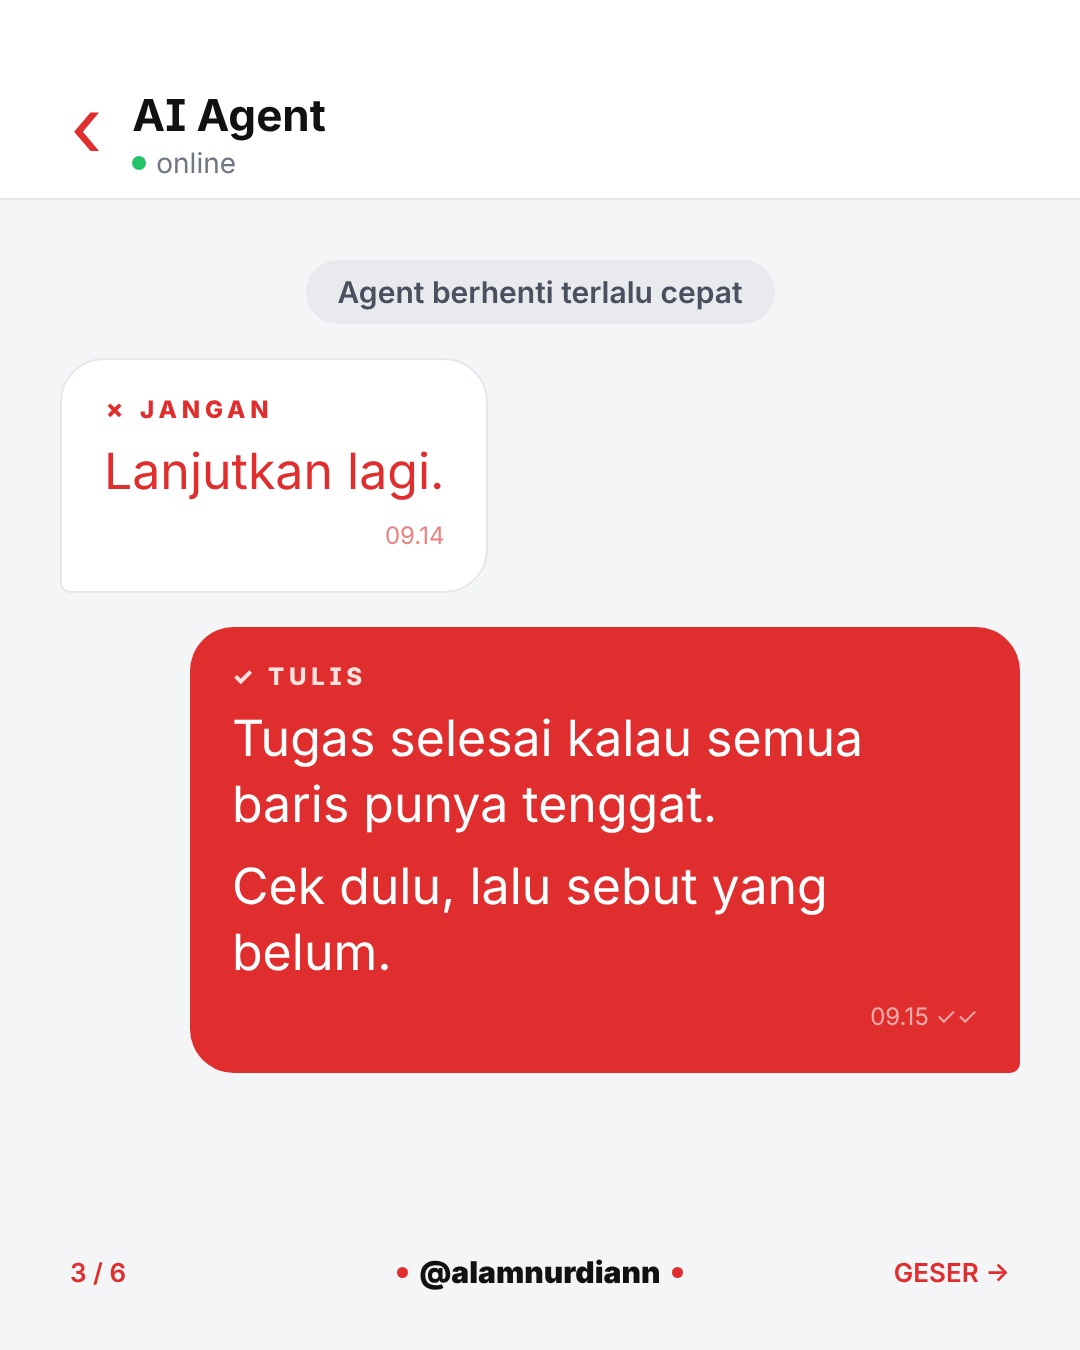 AI Agent
online
Agent berhenti terlalu cepat
× JANGAN
Lanjutkan lagi.
09.14
✓ TULIS
Tugas selesai kalau semua
baris punya tenggat.
Cek dulu, lalu sebut yang
belum.
09.15 ✓✓
3 / 6
• @alamnurdiann •
GESER →